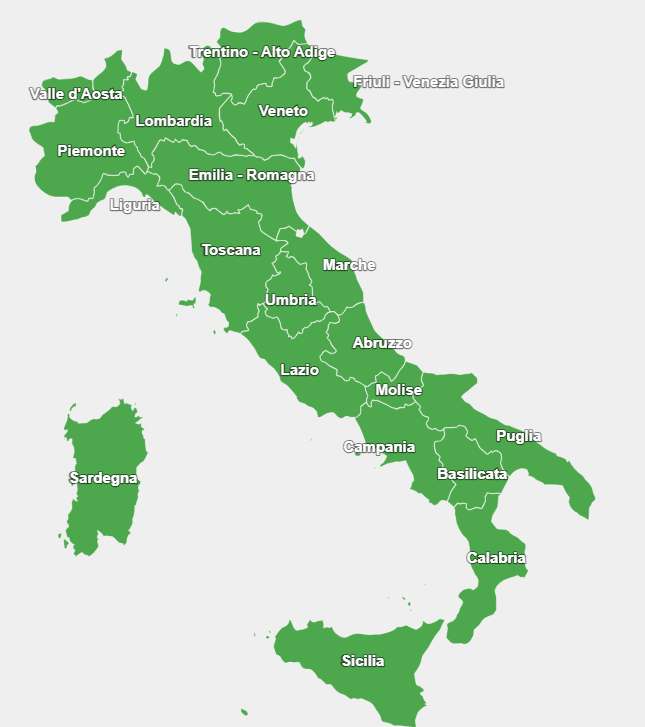 Trentino - Alto Adige
Friuli - Venezia Giulia
Valle d'Aosta
Veneto
Lombardia
Piemonte
Emilia - Romagna
Liguria
Toscana
Marche
Umbria
Abruzzo
Lazio
Molise
Puglia
Campania
Basilicata
Sardegna
Calabria
Sicilia